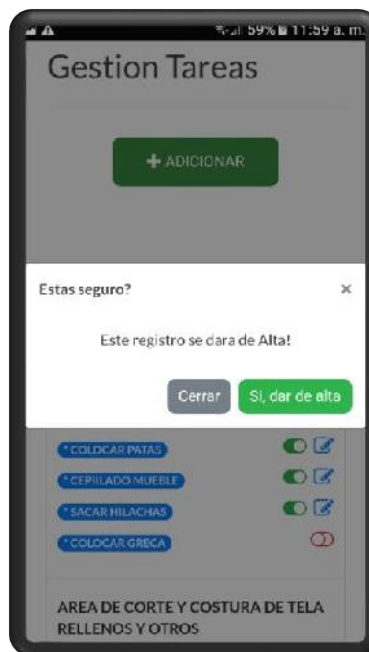 59% 11:59 a. m.
Gestion Tareas
+ ADICIONAR
Estas seguro?
×
Este registro se dara de Alta!
Cerrar
Si, dar de alta
* COLOCAR PATAS
* CEPIILADO MUEBLE
* SACAR HILACHAS
* COLOCAR GRECA
AREA DE CORTE Y COSTURA DE TELA
RELLENOS Y OTROS